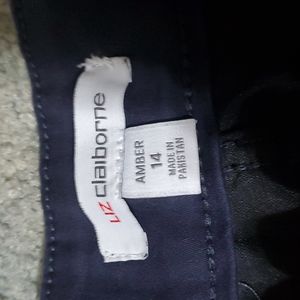 LIZ claiborne
AMBER
14
MADE IN
PAKISTAN